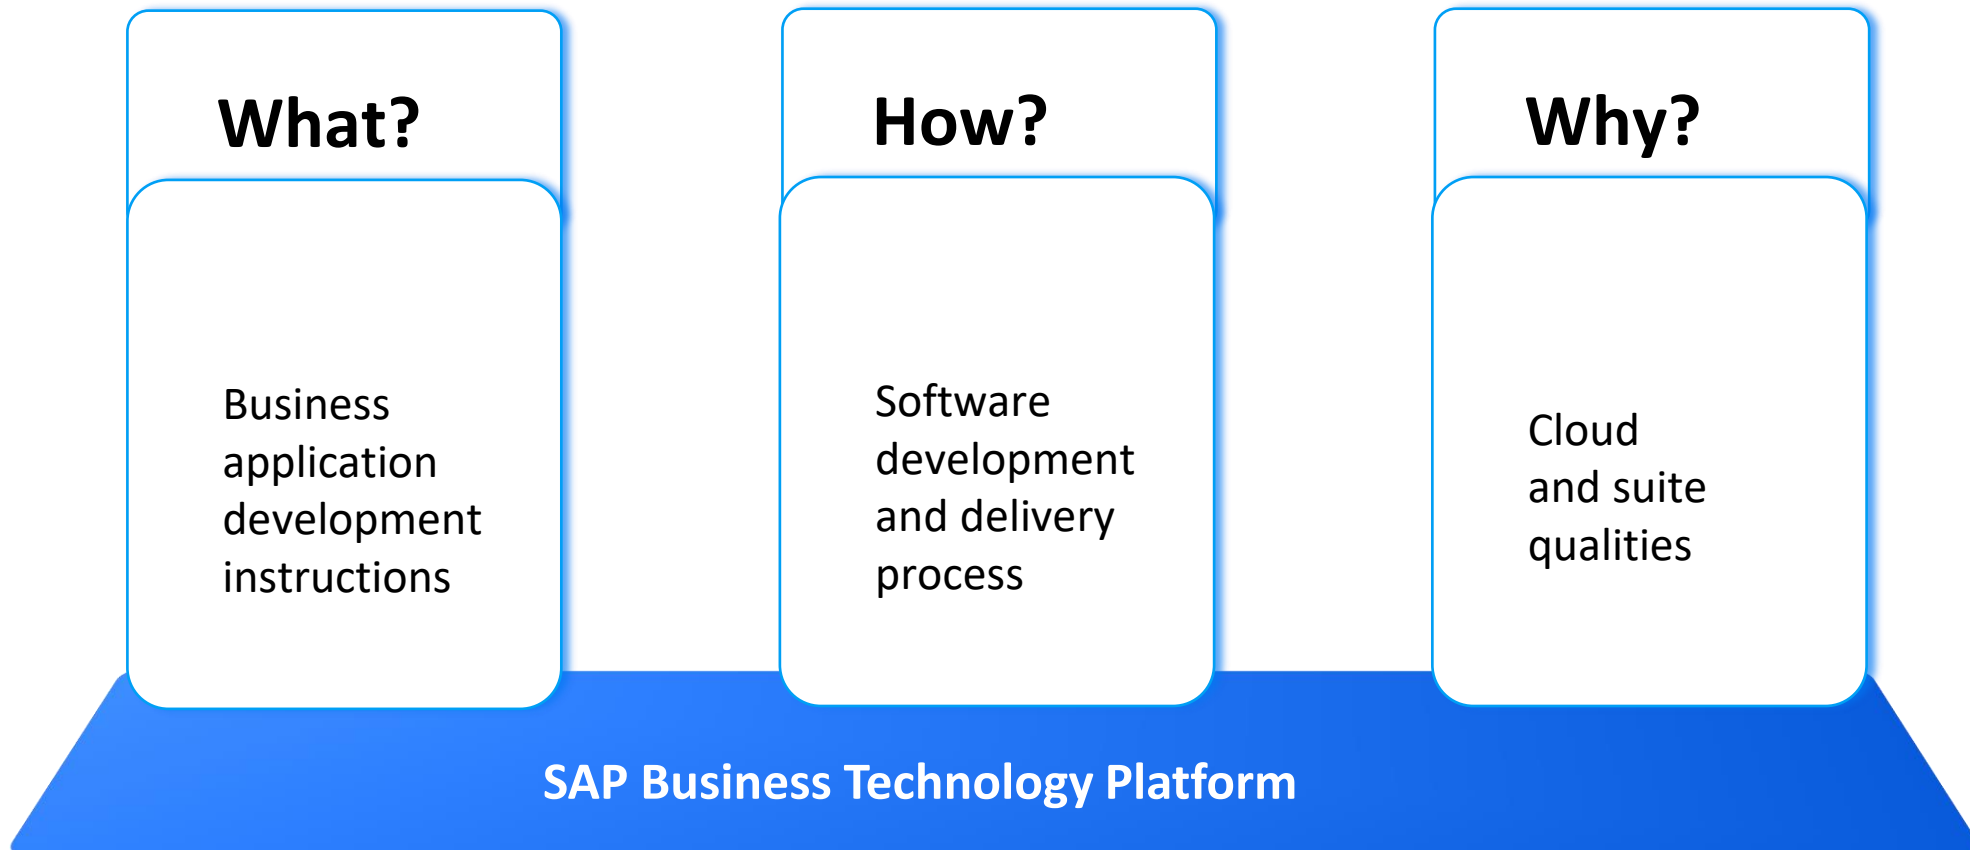 What?
Business
application
development
instructions
How?
Software
development
and delivery
process
Why?
Cloud
and suite
qualities
SAP Business Technology Platform